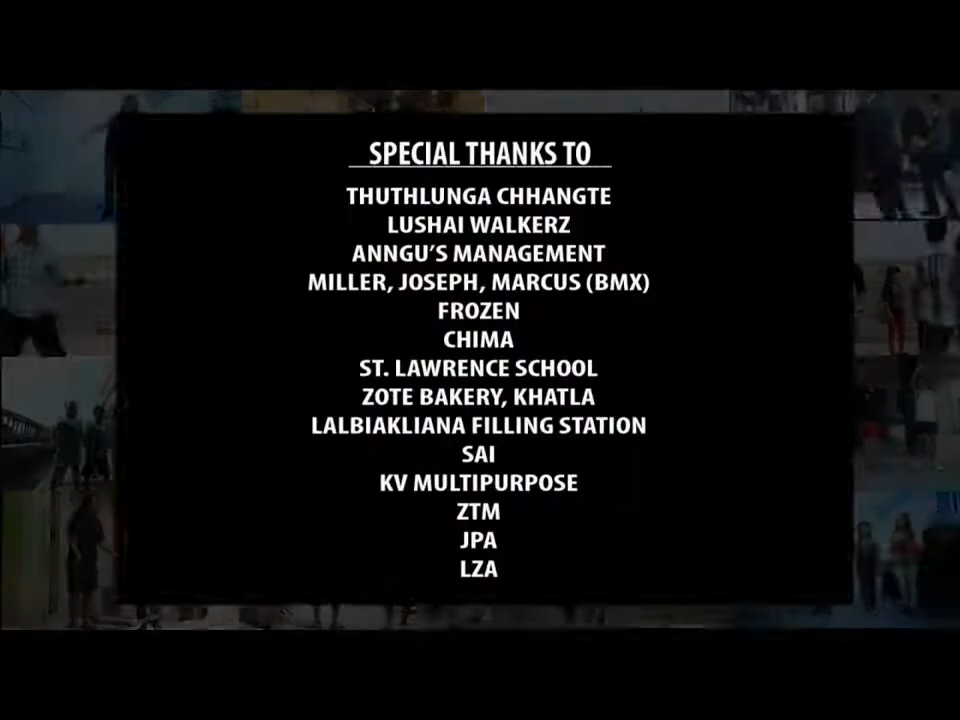 SPECIAL THANKS TO
THUTHLUNGA CHHANGTE
LUSHAI WALKERZ
ANNGU'S MANAGEMENT
MILLER, JOSEPH, MARCUS (BMX)
FROZEN
CHIMA
ST. LAWRENCE SCHOOL
ZOTE BAKERY, KHATLA
LALBIAKLIANA FILLING STATION
SAI
KV MULTIPURPOSE
ZTM
JPA
LZA